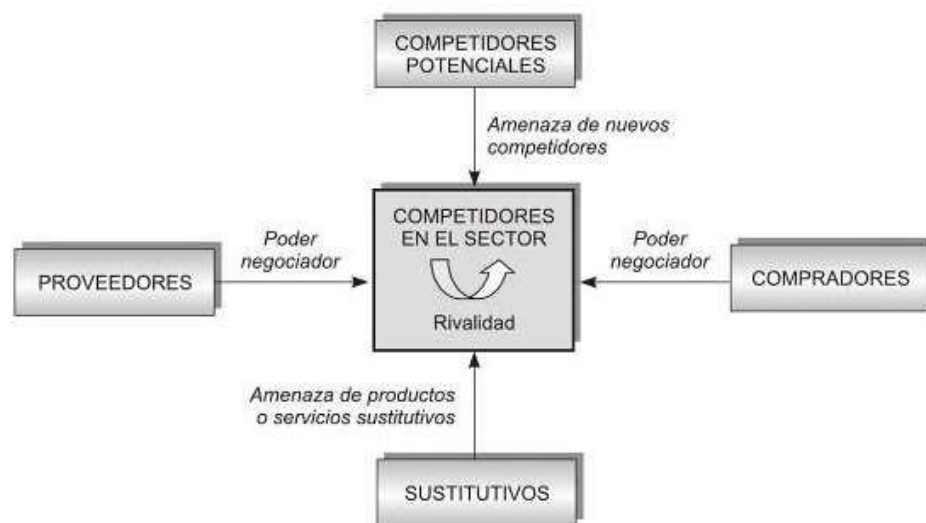 COMPETIDORES
POTENCIALES
Amenaza de nuevos
competidores
COMPETIDORES
EN EL SECTOR
Rivalidad
Poder
negociador
PROVEEDORES
Poder
negociador
COMPRADORES
Amenaza de productos
o servicios sustitutivos
SUSTITUTIVOS